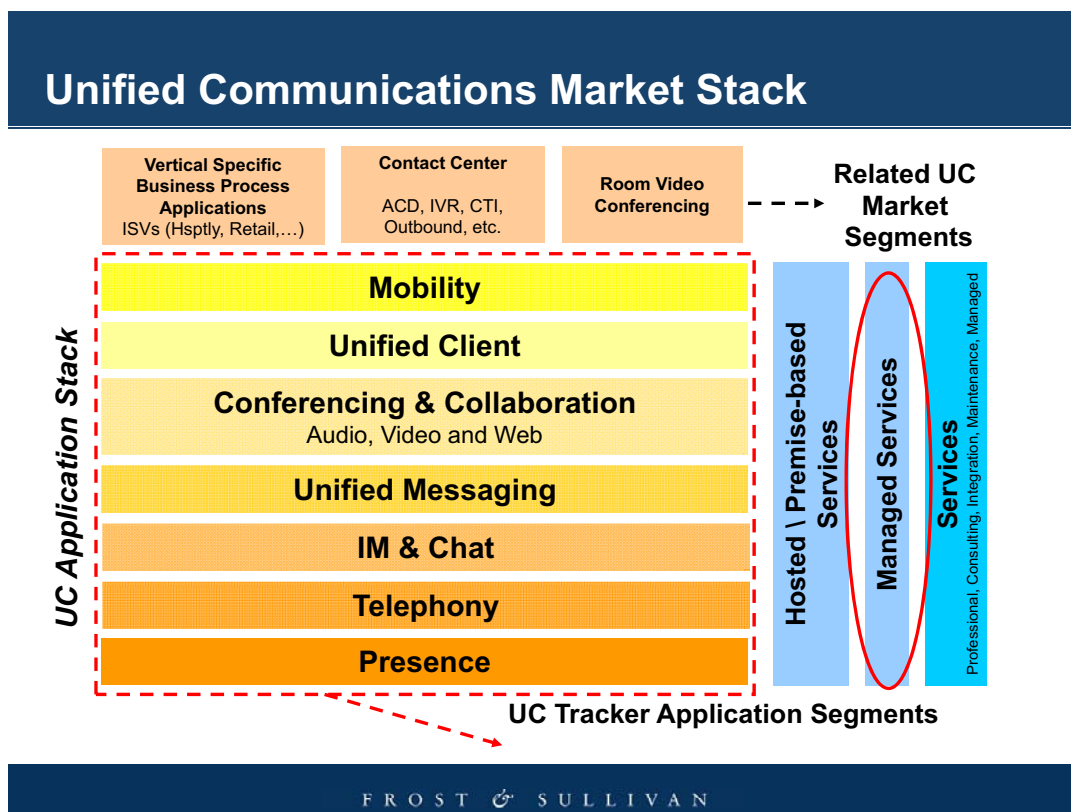 Unified Communications Market Stack
Vertical Specific
Business Process
Applications
ISVs (Hsptly, Retail,…)
Contact Center
ACD, IVR, CTI,
Outbound, etc.
Room Video
Conferencing
Related UC
Market
Segments
UC Application Stack
Mobility
Unified Client
Conferencing & Collaboration
Audio, Video and Web
Unified Messaging
IM & Chat
Telephony
Presence
Hosted \ Premise-based
Services
Managed Services
Services
Professional, Consulting, Integration, Maintenance, Managed
UC Tracker Application Segments
FROST & SULLIVAN